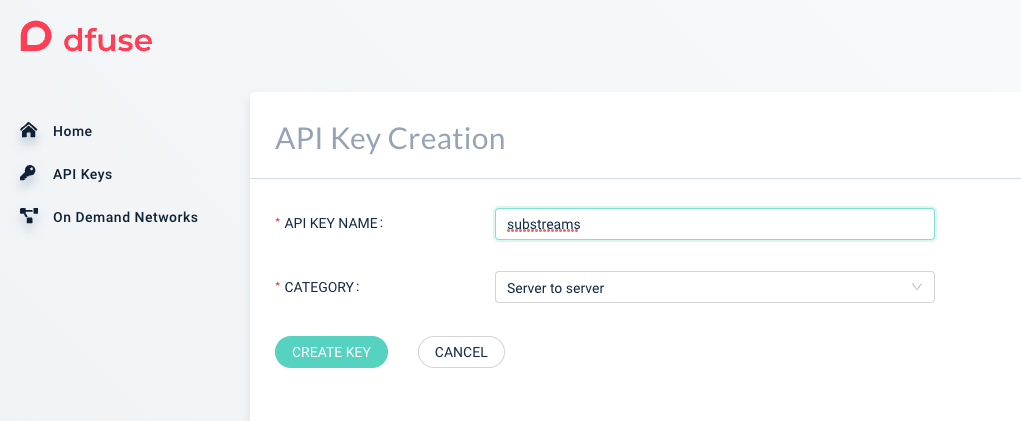 dfuse
Home
API Keys
On Demand Networks
API Key Creation
* API KEY NAME:
substreams
* CATEGORY:
Server to server
CREATE KEY
CANCEL